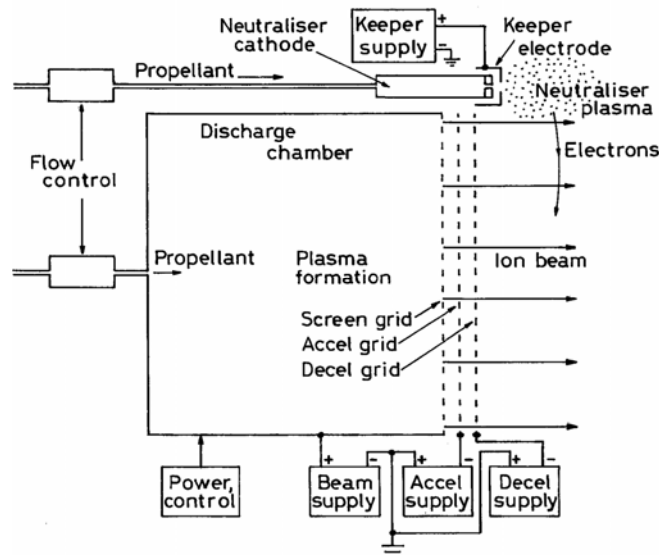 Neutraliser
cathode
Keeper
supply
+
-
Keeper
electrode
Propellant
Neutraliser
plasma
Discharge
chamber
Electrons
Flow
control
Propellant
Plasma
formation
Ion beam
Screen grid
Accel grid
Decel grid
+
-
+
-
+
-
Power,
control
Beam
supply
Accel
supply
Decel
supply